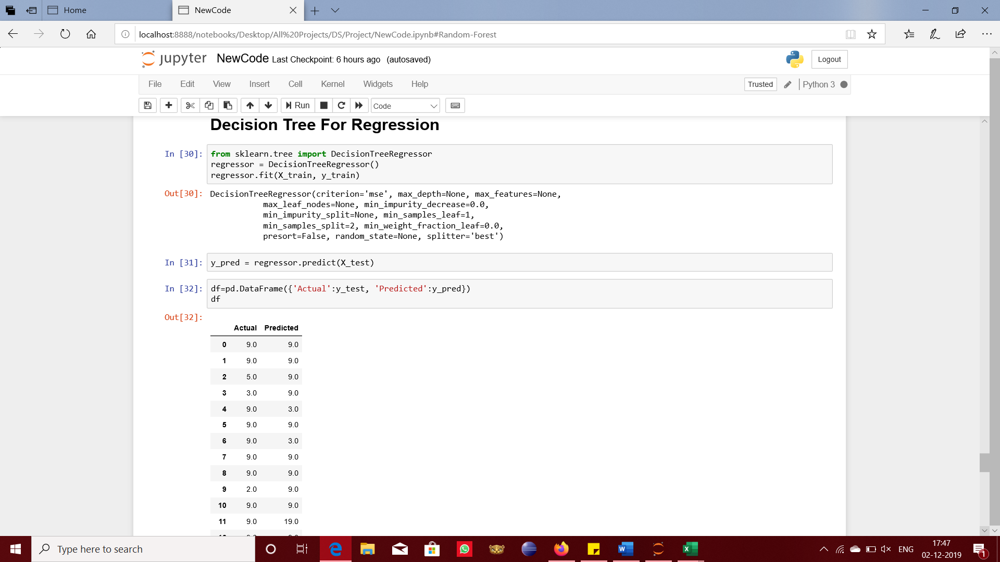 Home
NewCode
localhost:8888/notebooks/Desktop/All%20Projects/DS/Project/NewCode.ipynb#Random-Forest
jupyter NewCode Last Checkpoint: 6 hours ago (autosaved)
Logout
File Edit View Insert Cell Kernel Widgets Help
Trusted Python 3
Run Code
Decision Tree For Regression
In [30]: from sklearn.tree import DecisionTreeRegressor
regressor = DecisionTreeRegressor()
regressor.fit(X_train, y_train)
Out[30]: DecisionTreeRegressor(criterion='mse', max_depth=None, max_features=None,
max_leaf_nodes=None, min_impurity_decrease=0.0,
min_impurity_split=None, min_samples_leaf=1,
min_samples_split=2, min_weight_fraction_leaf=0.0,
presort=False, random_state=None, splitter='best')
In [31]: y_pred = regressor.predict(X_test)
In [32]: df=pd.DataFrame({'Actual':y_test, 'Predicted':y_pred})
df
Out[32]:
Actual Predicted
0 9.0 9.0
1 9.0 9.0
2 5.0 9.0
3 3.0 9.0
4 9.0 3.0
5 9.0 9.0
6 9.0 3.0
7 9.0 9.0
8 9.0 9.0
9 2.0 9.0
10 9.0 9.0
11 9.0 19.0
Type here to search
ENG
17:47
02-12-2019
1